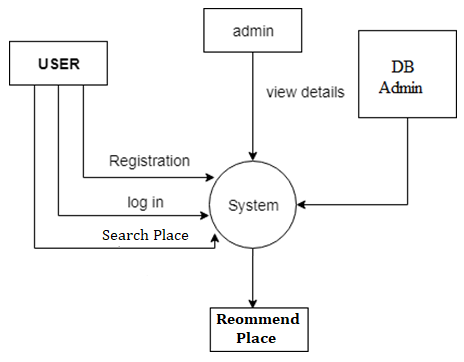 admin
USER
DB
Admin
view details
Registration
log in
System
Search Place
Reommend
Place